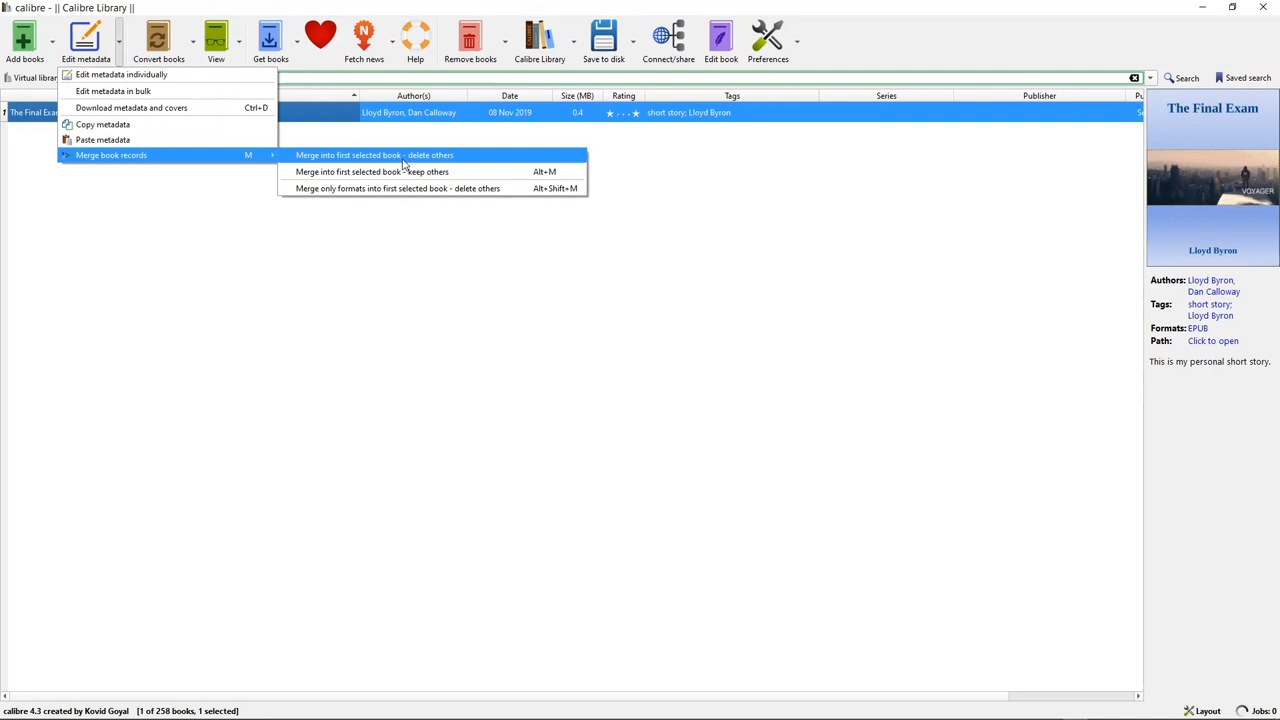 calibre - || Calibre Library ||
Add books
Edit metadata
Convert books
View
Get books
Fetch news
Help
Remove books
Calibre Library
Save to disk
Connect/share
Edit book
Preferences
Virtual librar
Search
Saved search
Edit metadata individually
Edit metadata in bulk
Download metadata and covers Ctrl+D
Copy metadata
Paste metadata
Merge book records M
Merge into first selected book - delete others
Merge into first selected book - keep others Alt+M
Merge only formats into first selected book - delete others Alt+Shift+M
Author(s) Date Size (MB) Rating Tags Series Publisher Pu
1 The Final Exam Lloyd Byron, Dan Calloway 08 Nov 2019 0.4 short story; Lloyd Byron
The Final Exam
VOYAGER
Lloyd Byron
Authors: Lloyd Byron,
Dan Calloway
Tags: short story;
Lloyd Byron
Formats: EPUB
Path: Click to open
This is my personal short story.
calibre 4.3 created by Kovid Goyal [1 of 258 books, 1 selected]
Layout
Jobs: 0